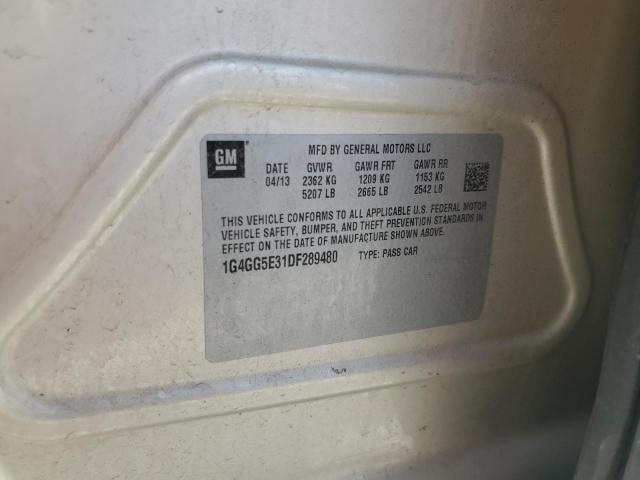 GM
MFD BY GENERAL MOTORS LLC
DATE GVWR GAWR FRT GAWR RR
04/13 2362 KG 1209 KG 1153 KG
5207 LB 2665 LB 2542 LB
THIS VEHICLE CONFORMS TO ALL APPLICABLE U.S. FEDERAL MOTOR
VEHICLE SAFETY, BUMPER, AND THEFT PREVENTION STANDARDS IN
EFFECT ON THE DATE OF MANUFACTURE SHOWN ABOVE.
1G4GG5E31DF289480 TYPE: PASS CAR